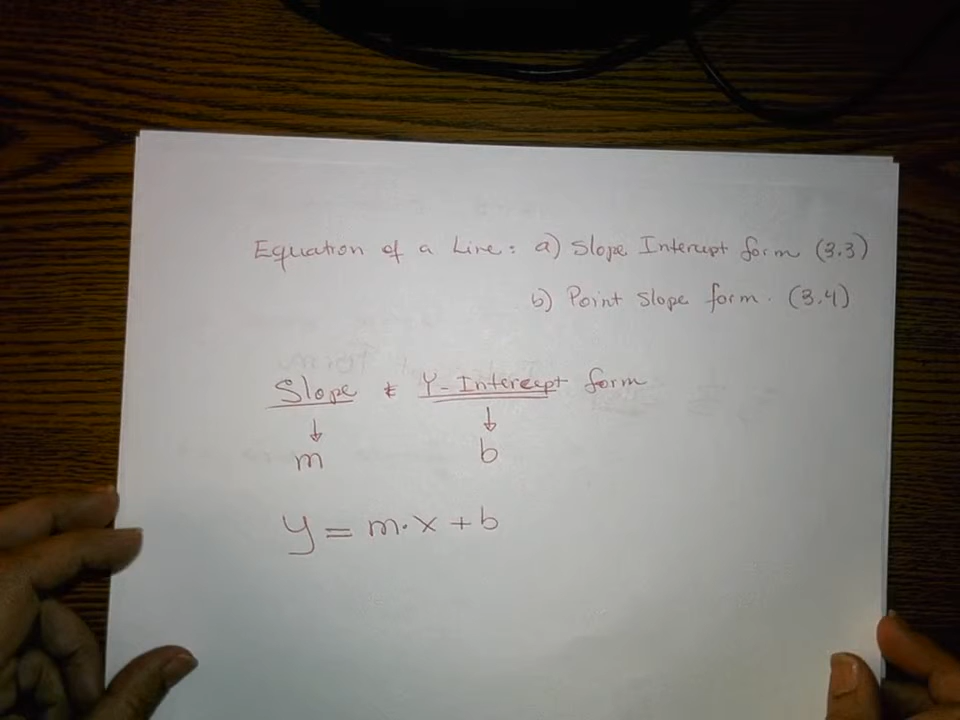 Equation of a Line: a) Slope Intercept form (3.3)
b) Point Slope form. (3.4)
Slope & Y-Intercept form
↓ ↓
m b
y = m·x + b